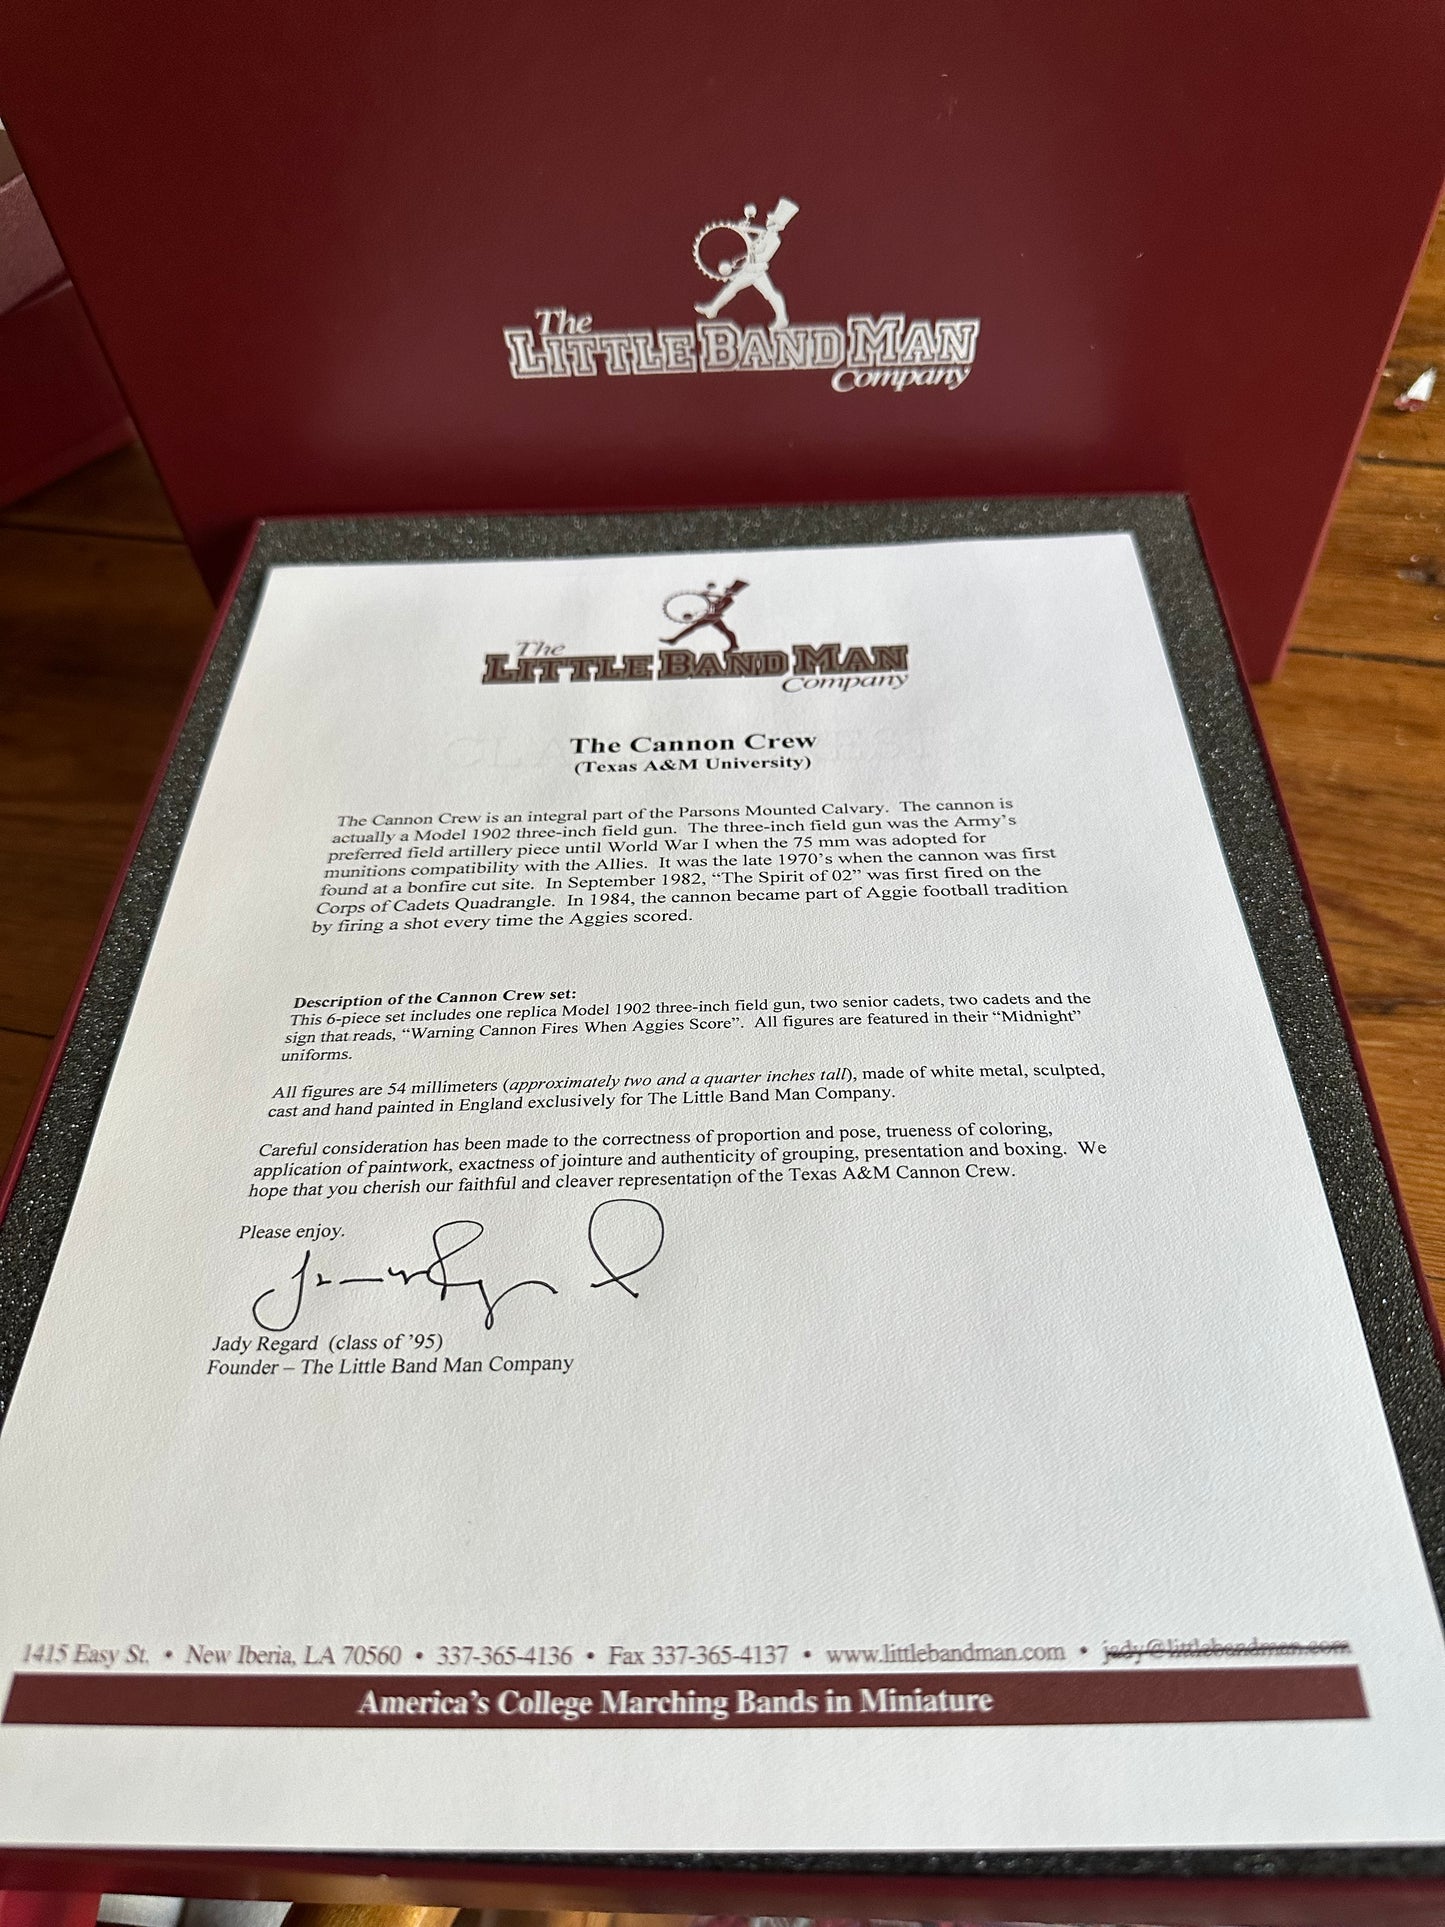 The
LITTLE BAND MAN
Company
The
LITTLE BAND MAN
Company
The Cannon Crew
(Texas A&M University)
The Cannon Crew is an integral part of the Parsons Mounted Calvary. The cannon is
actually a Model 1902 three-inch field gun. The three-inch field gun was the Army's
preferred field artillery piece until World War I when the 75 mm was adopted for
munitions compatibility with the Allies. It was the late 1970's when the cannon was first
found at a bonfire cut site. In September 1982, “The Spirit of 02” was first fired on the
Corps of Cadets Quadrangle. In 1984, the cannon became part of Aggie football tradition
by firing a shot every time the Aggies scored.
Description of the Cannon Crew set:
This 6-piece set includes one replica Model 1902 three-inch field gun, two senior cadets, two cadets and the
sign that reads, “Warning Cannon Fires When Aggies Score”. All figures are featured in their “Midnight”
uniforms.
All figures are 54 millimeters (approximately two and a quarter inches tall), made of white metal, sculpted,
cast and hand painted in England exclusively for The Little Band Man Company.
Careful consideration has been made to the correctness of proportion and pose, trueness of coloring,
application of paintwork, exactness of jointure and authenticity of grouping, presentation and boxing. We
hope that you cherish our faithful and cleaver representation of the Texas A&M Cannon Crew.
Please enjoy.
Jady Regard (class of ’95)
Founder – The Little Band Man Company
1415 Easy St. • New Iberia, LA 70560 • 337-365-4136 • Fax 337-365-4137 • www.littlebandman.com • jady@littlebandman.com
America's College Marching Bands in Miniature